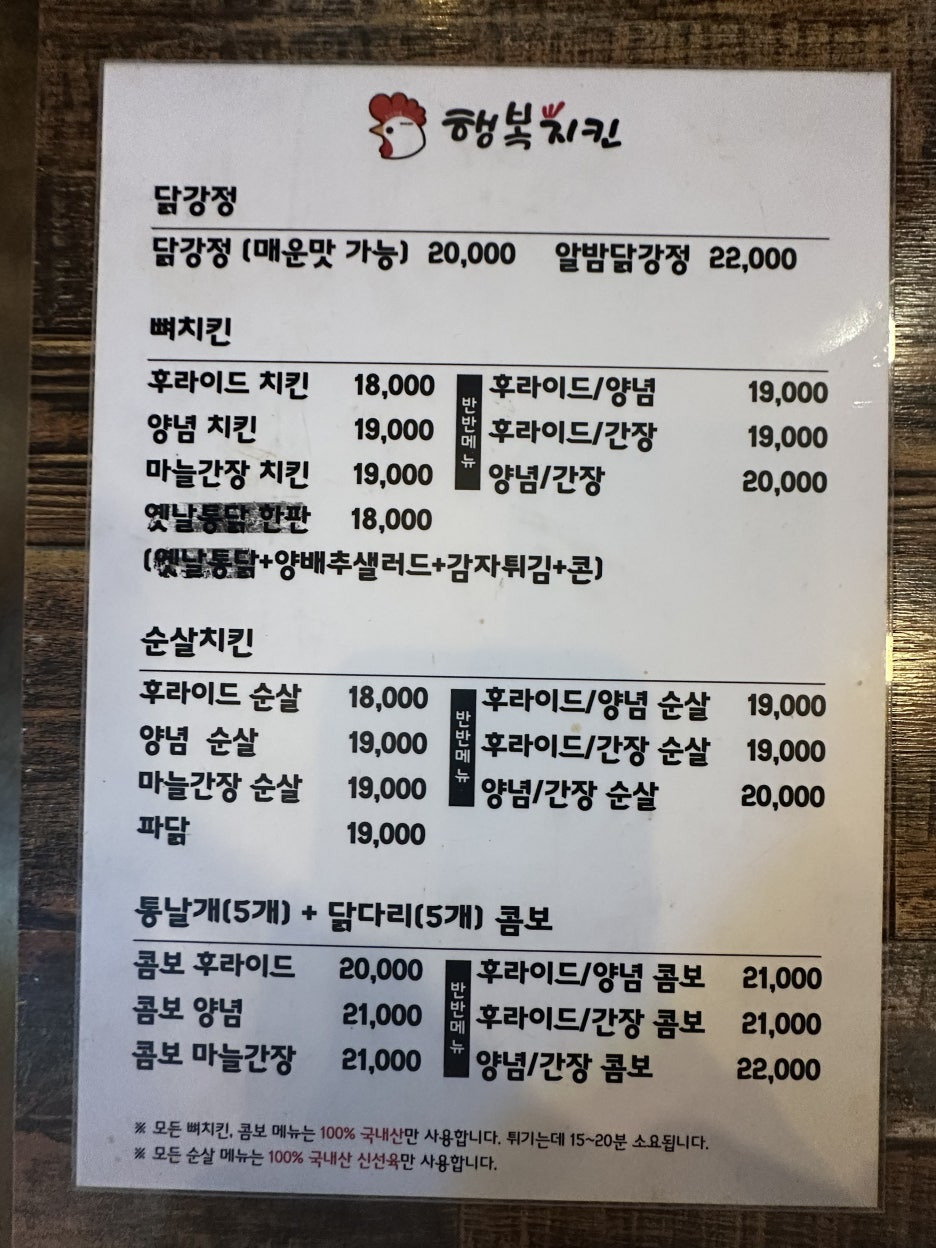 행복치킨
닭강정
닭강정 (매운맛 가능) 20,000 알밤닭강정 22,000
뼈치킨
후라이드 치킨 18,000
양념 치킨 19,000
마늘간장 치킨 19,000
옛날통닭 한판 18,000
(옛날통닭+양배추샐러드+감자튀김+콘)
반반메뉴
후라이드/양념 19,000
후라이드/간장 19,000
양념/간장 20,000
순살치킨
후라이드 순살 18,000
양념 순살 19,000
마늘간장 순살 19,000
파닭 19,000
반반메뉴
후라이드/양념 순살 19,000
후라이드/간장 순살 19,000
양념/간장 순살 20,000
통날개(5개) + 닭다리(5개) 콤보
콤보 후라이드 20,000
콤보 양념 21,000
콤보 마늘간장 21,000
반반메뉴
후라이드/양념 콤보 21,000
후라이드/간장 콤보 21,000
양념/간장 콤보 22,000
※ 모든 뼈치킨, 콤보 메뉴는 100% 국내산만 사용합니다. 튀기는데 15~20분 소요됩니다.
※ 모든 순살 메뉴는 100% 국내산 신선육만 사용합니다.